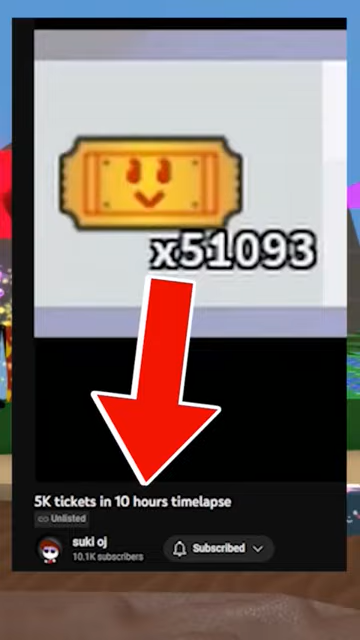 x51093
5K tickets in 10 hours timelapse
Unlisted
suki oj
10.1K subscribers
Subscribed